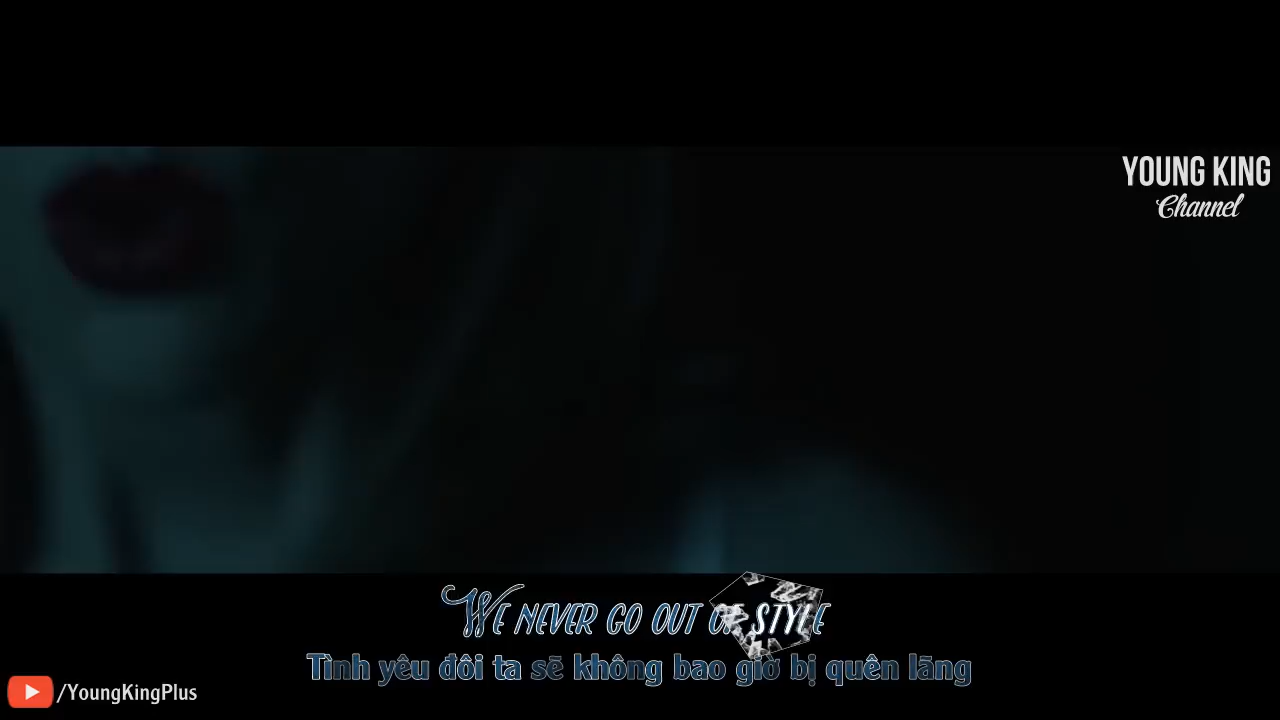 YOUNG KING
Channel
We never go out of style
Tình yêu đôi ta sẽ không bao giờ bị quên lãng
/YoungKingPlus